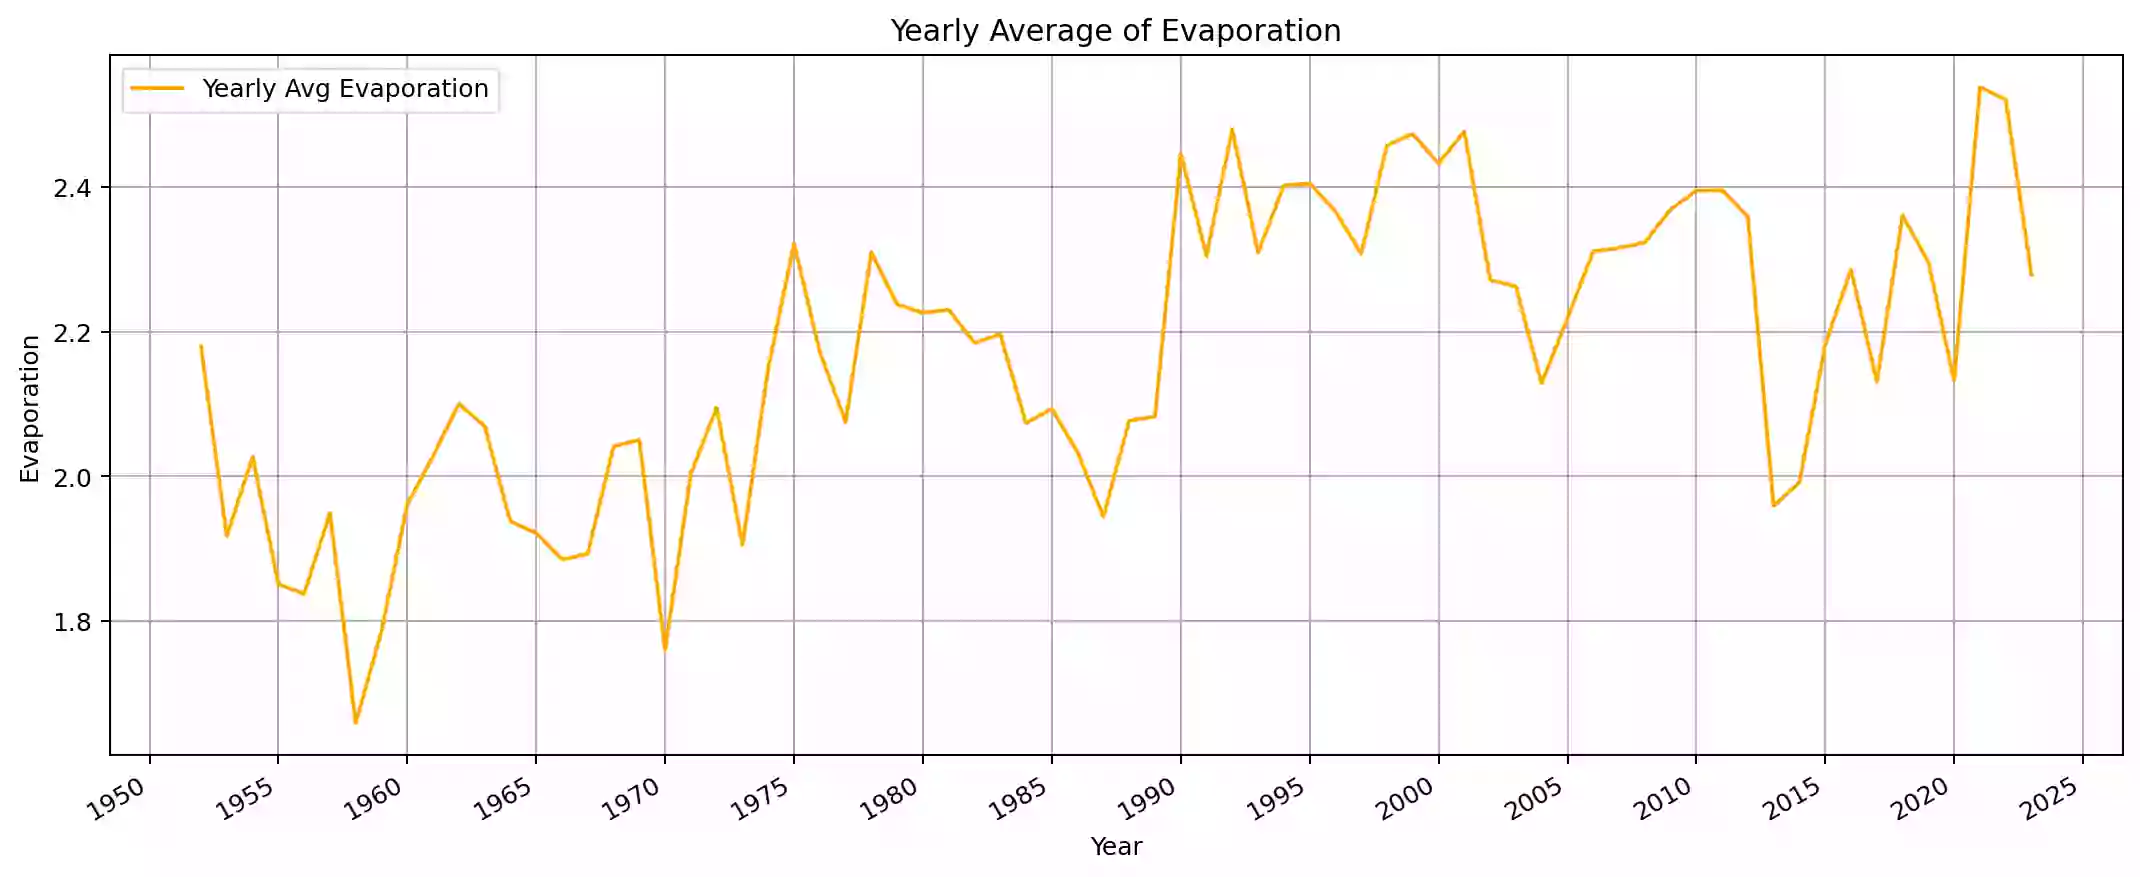 Yearly Average of Evaporation
Yearly Avg Evaporation
Evaporation
2.4
2.2
2.0
1.8
1950 1955 1960 1965 1970 1975 1980 1985 1990 1995 2000 2005 2010 2015 2020 2025
Year